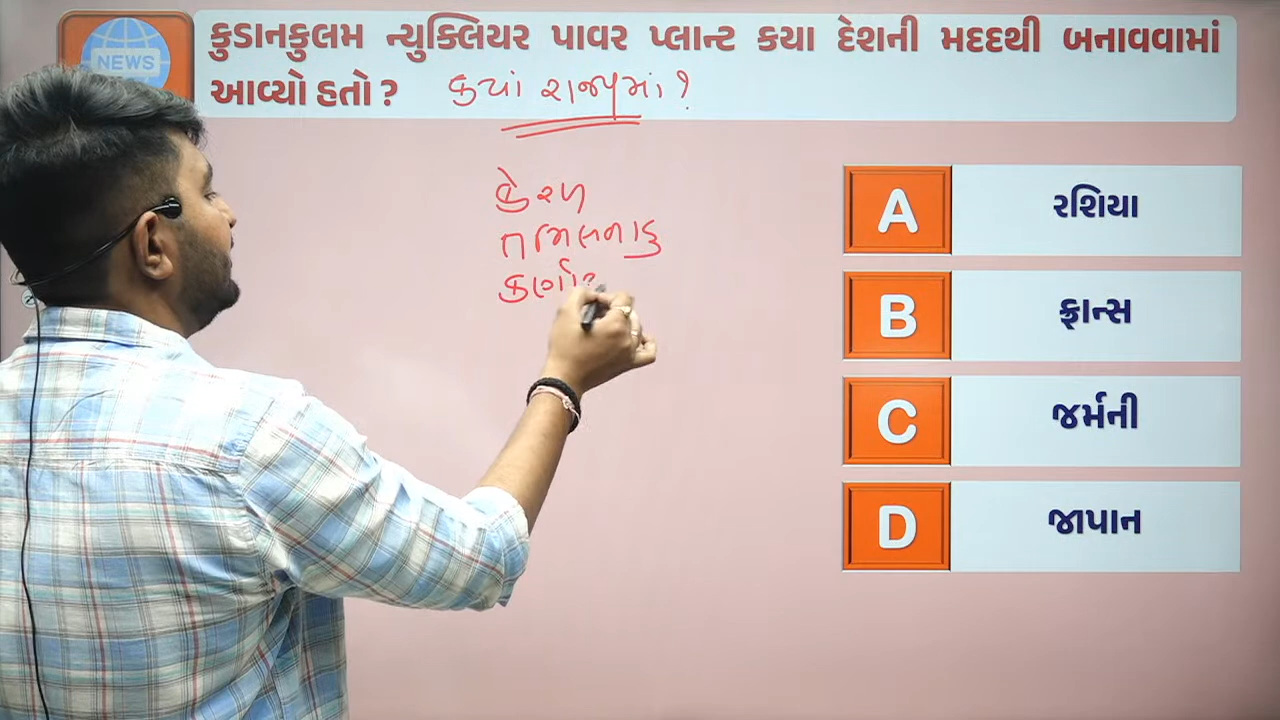 NEWS
કુડાનકુલમ ન્યુક્લિયર પાવર પ્લાન્ટ કયા દેશની મદદથી બનાવવામાં
આવ્યો હતો ? કયાં રાજ્યમાં ?
કેરળ
તમિલનાડુ
A રશિયા
B ફ્રાન્સ
C જર્મની
D જાપાન